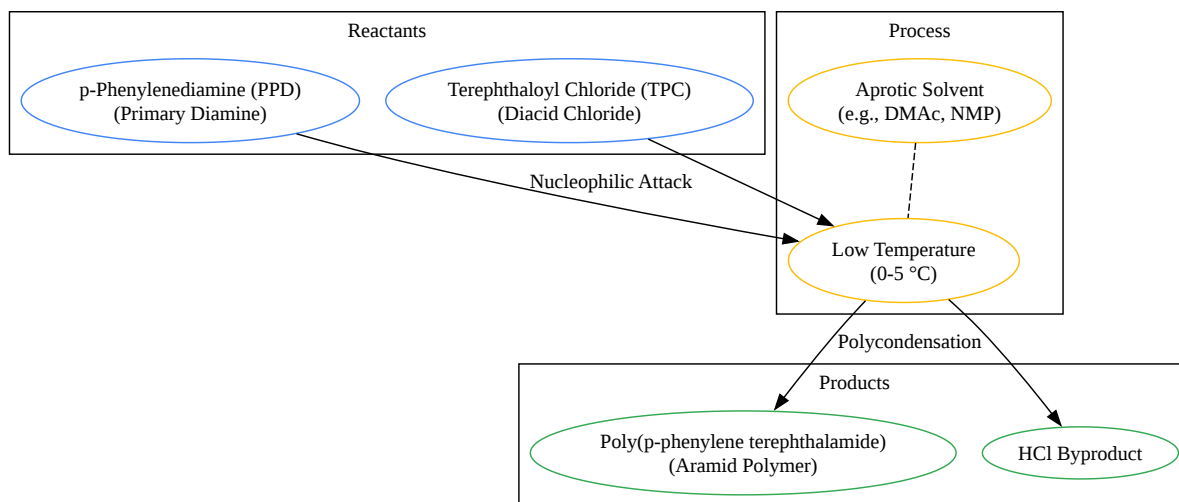 Reactants
Process
p-Phenylenediamine (PPD)
(Primary Diamine)
Terephthaloyl Chloride (TPC)
(Diacid Chloride)
Aprotic Solvent
(e.g., DMAc, NMP)
Nucleophilic Attack
Low Temperature
(0-5 °C)
Polycondensation
Products
Poly(p-phenylene terephthalamide)
(Aramid Polymer)
HCl Byproduct